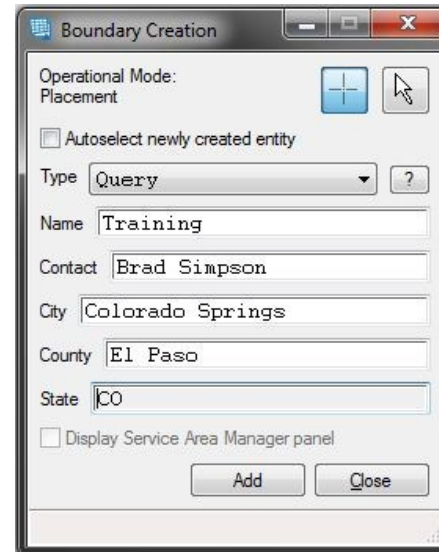 Boundary Creation
Operational Mode:
Placement
Autoselect newly created entity
Type Query ?
Name Training
Contact Brad Simpson
City Colorado Springs
County El Paso
State CO
Display Service Area Manager panel
Add Close